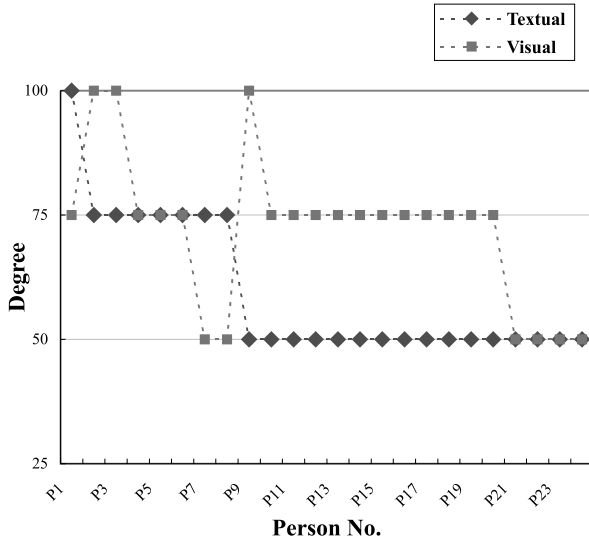 Textual
Visual
100
75
50
25
Degree
P1 P3 P5 P7 P9 P11 P13 P15 P17 P19 P21 P23
Person No.